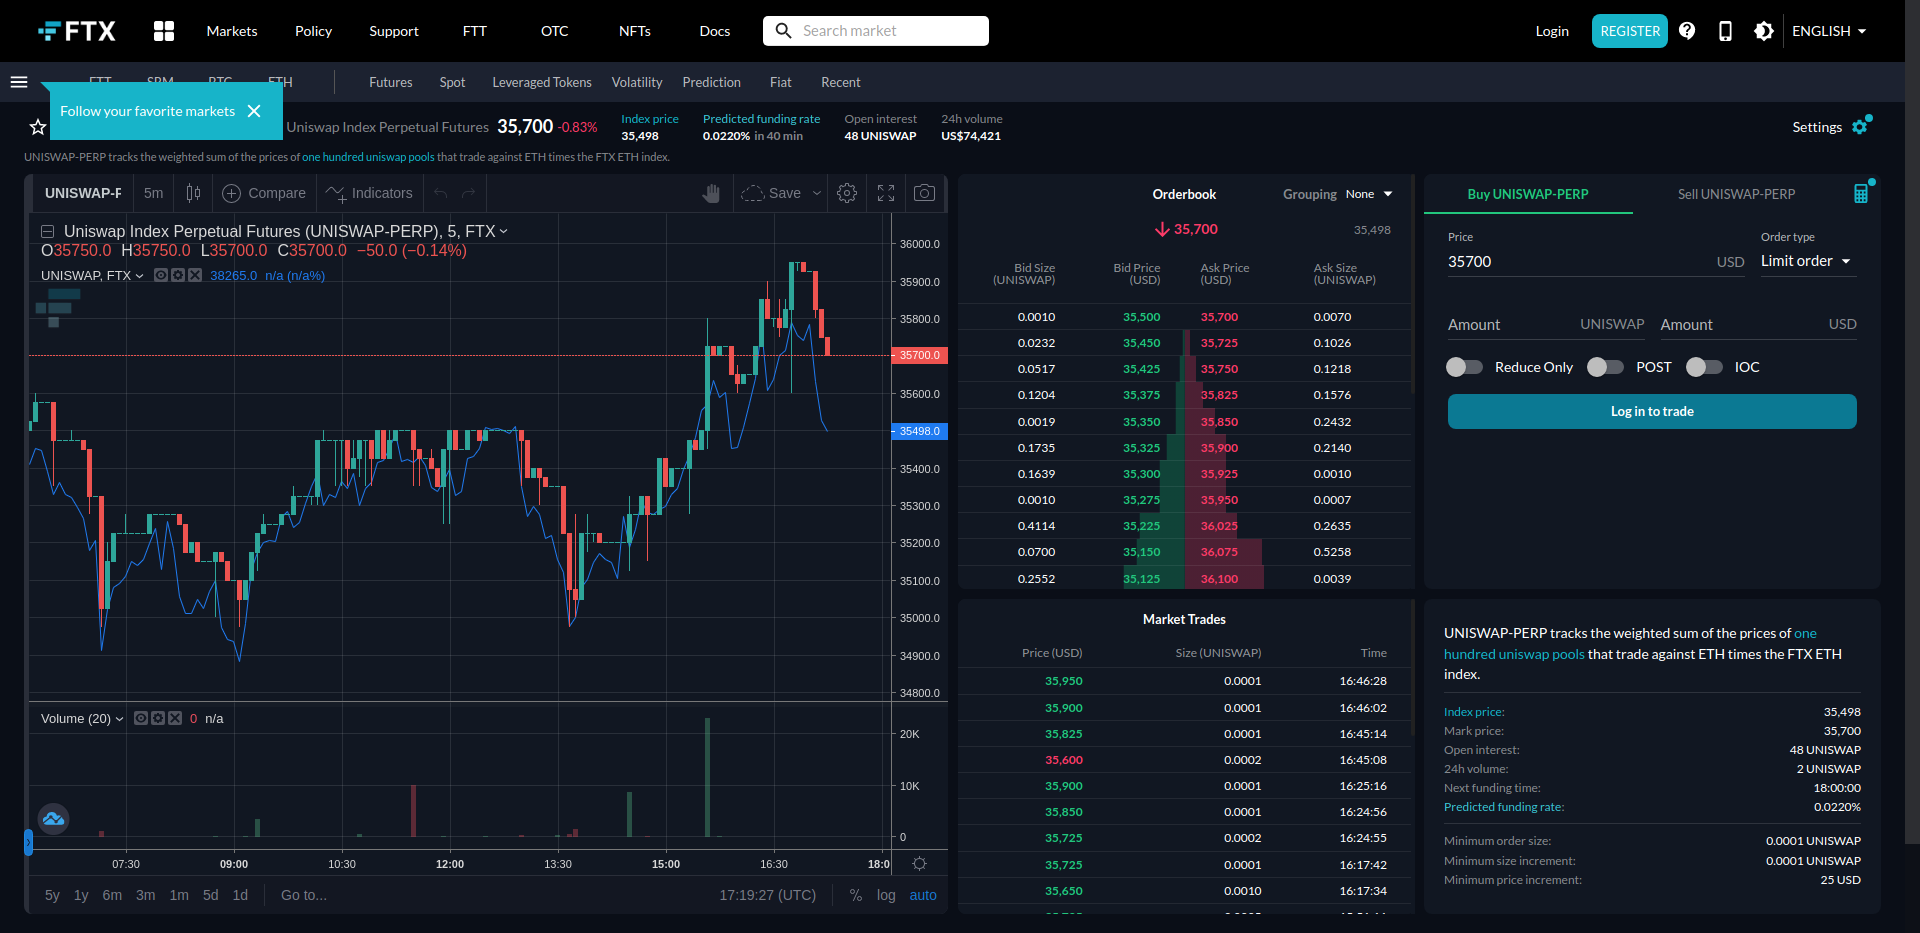 FTX
Markets
Policy
Support
FTT
OTC
NFTs
Docs
Search market
Login
REGISTER
ENGLISH
Futures
Spot
Leveraged Tokens
Volatility
Prediction
Fiat
Recent
Follow your favorite markets
Uniswap Index Perpetual Futures 35,700 -0.83%
Index price
35,498
Predicted funding rate
0.0220% in 40 min
Open interest
48 UNISWAP
24h volume
US$74,421
Settings
UNISWAP-PERP tracks the weighted sum of the prices of one hundred uniswap pools that trade against ETH times the FTX ETH index.
UNISWAP-P
5m
Compare
Indicators
Save
Uniswap Index Perpetual Futures (UNISWAP-PERP), 5, FTX
O35750.0 H35750.0 L35700.0 C35700.0 −50.0 (−0.14%)
UNISWAP, FTX 38265.0 n/a (n/a%)
36000.0
35900.0
35800.0
35700.0
35600.0
35498.0
35400.0
35300.0
35200.0
35100.0
35000.0
34900.0
34800.0
Volume (20) 0 n/a
20K
10K
0
07:30 09:00 10:30 12:00 13:30 15:00 16:30 18:0
5y 1y 6m 3m 1m 5d 1d Go to...
17:19:27 (UTC) % log auto
Orderbook
Grouping None
35,700
35,498
Bid Size (UNISWAP)
Bid Price (USD)
Ask Price (USD)
Ask Size (UNISWAP)
0.0010 35,500 35,700 0.0070
0.0232 35,450 35,725 0.1026
0.0517 35,425 35,750 0.1218
0.1204 35,375 35,825 0.1576
0.0019 35,350 35,850 0.2432
0.1735 35,325 35,900 0.2140
0.1639 35,300 35,925 0.0010
0.0010 35,275 35,950 0.0007
0.4114 35,225 36,025 0.2635
0.0700 35,150 36,075 0.5258
0.2552 35,125 36,100 0.0039
Market Trades
Price (USD) Size (UNISWAP) Time
35,950 0.0001 16:46:28
35,900 0.0001 16:46:02
35,825 0.0001 16:45:14
35,600 0.0002 16:45:08
35,900 0.0001 16:25:16
35,850 0.0001 16:24:56
35,725 0.0002 16:24:55
35,725 0.0001 16:17:42
35,650 0.0010 16:17:34
Buy UNISWAP-PERP
Sell UNISWAP-PERP
Price
35700 USD
Order type
Limit order
Amount UNISWAP
Amount USD
Reduce Only
POST
IOC
Log in to trade
UNISWAP-PERP tracks the weighted sum of the prices of one
hundred uniswap pools that trade against ETH times the FTX ETH
index.
Index price: 35,498
Mark price: 35,700
Open interest: 48 UNISWAP
24h volume: 2 UNISWAP
Next funding time: 18:00:00
Predicted funding rate: 0.0220%
Minimum order size: 0.0001 UNISWAP
Minimum size increment: 0.0001 UNISWAP
Minimum price increment: 25 USD